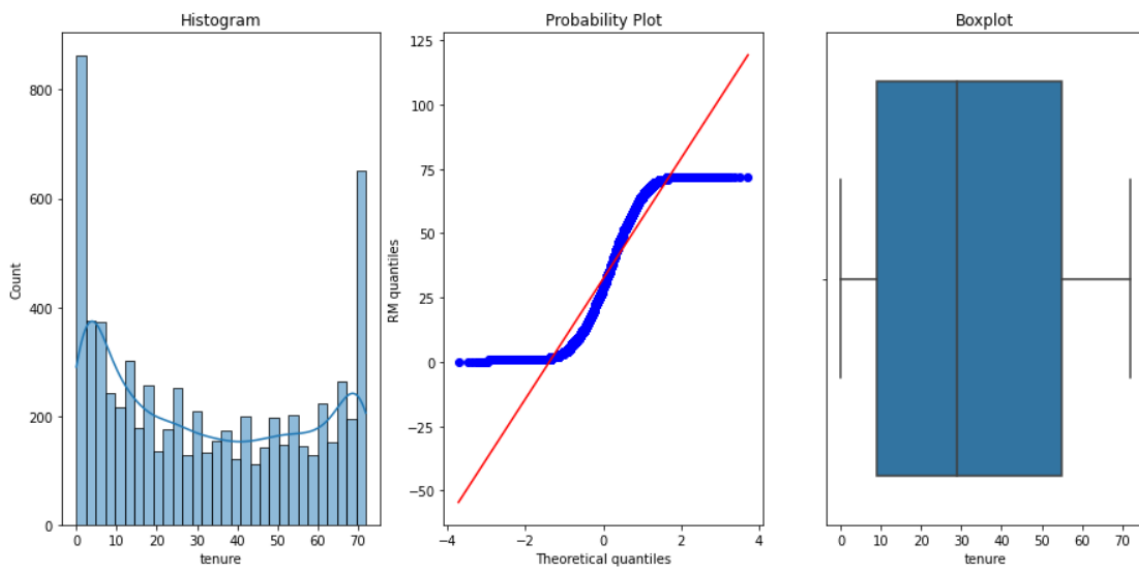 Histogram
800
600
400
200
0
Count
0 10 20 30 40 50 60 70
tenure
Probability Plot
125
100
75
50
25
0
−25
−50
RM quantiles
−4 −2 0 2 4
Theoretical quantiles
Boxplot
0 10 20 30 40 50 60 70
tenure